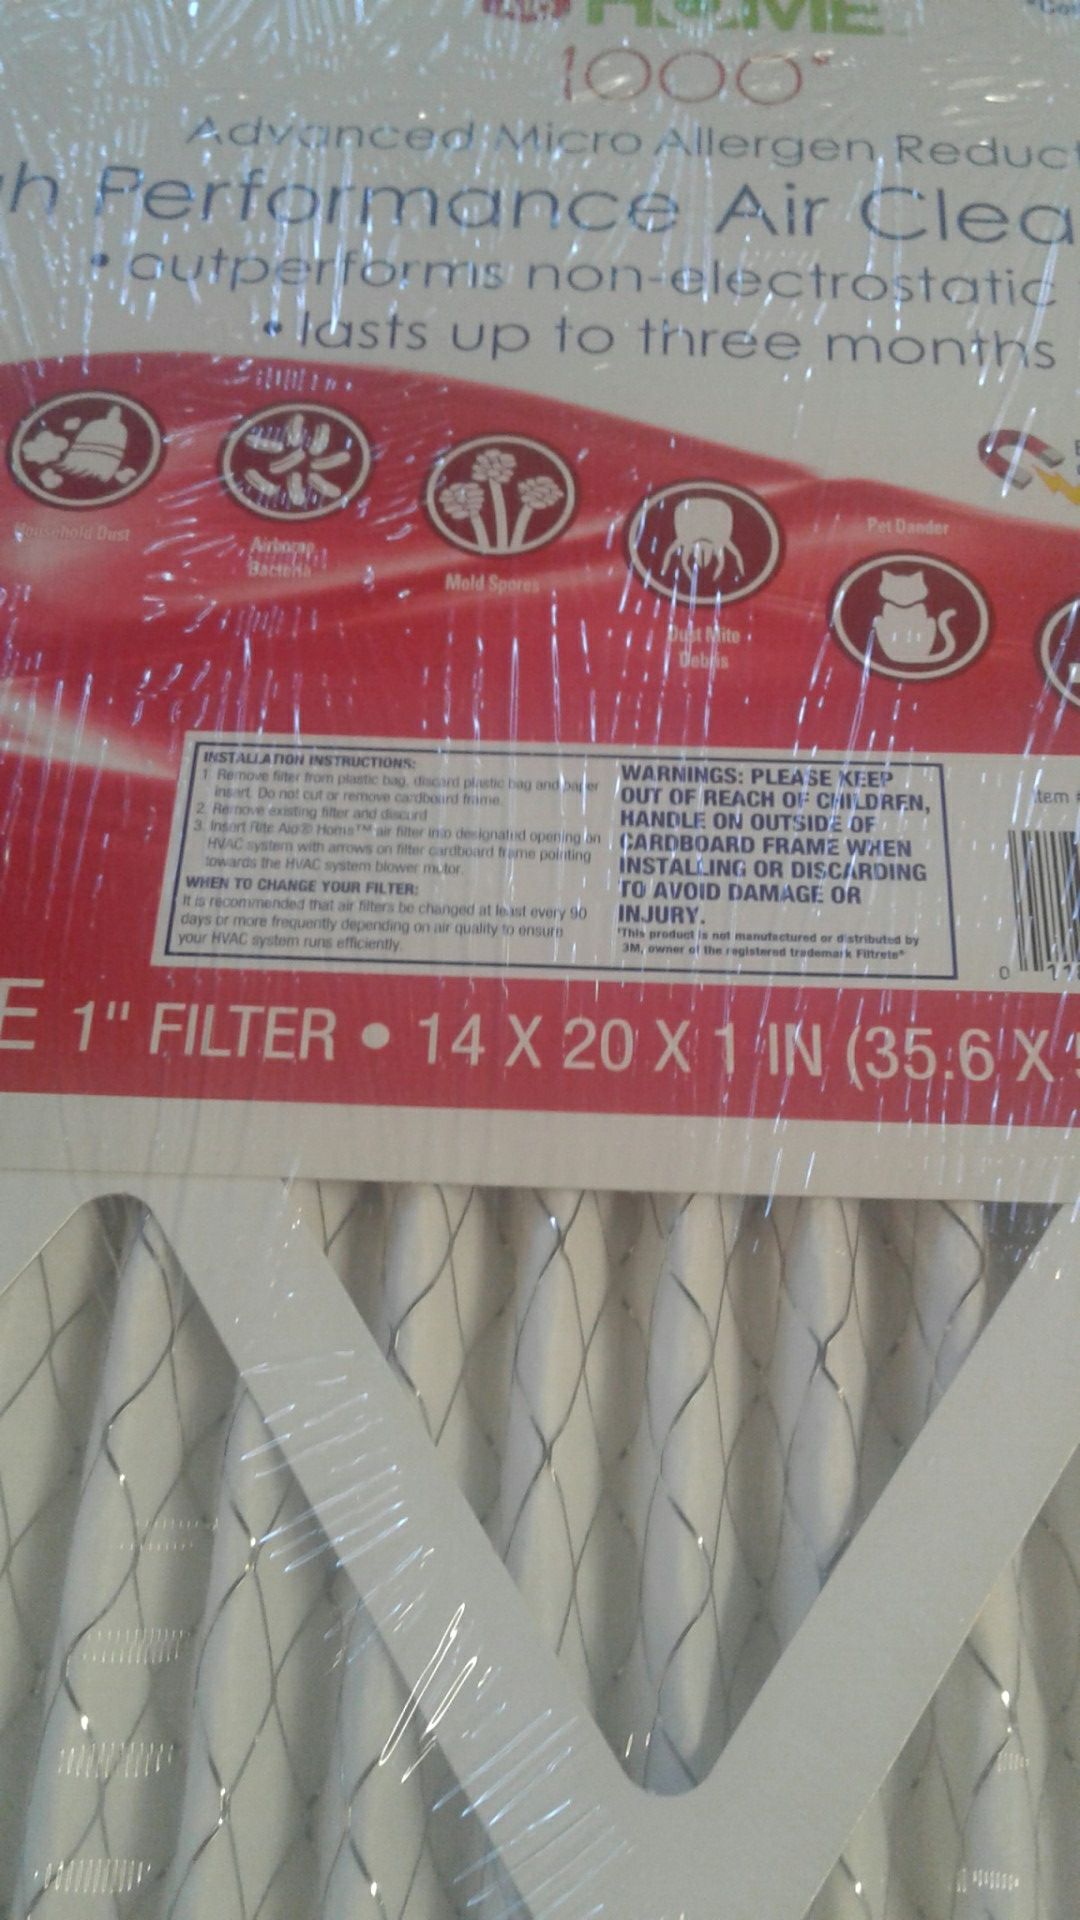 HOME
1000
Advanced Micro Allergen Reduct
h Performance Air Clea
• outperforms non-electrostatic
• lasts up to three months
Household Dust
Airborne
Bacteria
Mold Spores
Dust Mite
Debris
Pet Dander
INSTALLATION INSTRUCTIONS:
1. Remove filter from plastic bag, discard plastic bag and paper
insert. Do not cut or remove cardboard frame.
2. Remove existing filter and discard
3. Insert Rite Aid® Home™ air filter into designated opening on
HVAC system with arrows on filter cardboard frame pointing
towards the HVAC system blower motor.
WHEN TO CHANGE YOUR FILTER:
It is recommended that air filters be changed at least every 90
days or more frequently depending on air quality to ensure
your HVAC system runs efficiently.
WARNINGS: PLEASE KEEP
OUT OF REACH OF CHILDREN,
HANDLE ON OUTSIDE OF
CARDBOARD FRAME WHEN
INSTALLING OR DISCARDING
TO AVOID DAMAGE OR
INJURY.
*This product is not manufactured or distributed by
3M, owner of the registered trademark Filtrete®
Item
0 11
E 1" FILTER • 14 X 20 X 1 IN (35.6 X